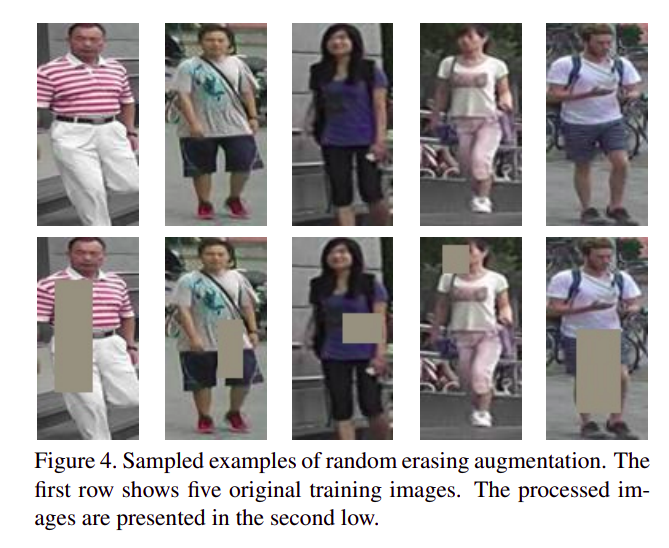 Figure 4. Sampled examples of random erasing augmentation. The
first row shows five original training images. The processed im-
ages are presented in the second low.